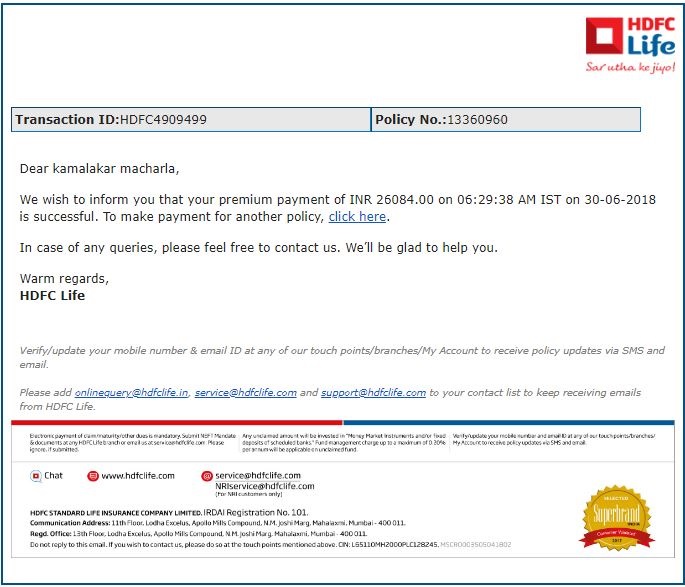 HDFC
Life
Sar utha ke jiyo!
Transaction ID:HDFC4909499 Policy No.:13360960
Dear kamalakar macharla,
We wish to inform you that your premium payment of INR 26084.00 on 06:29:38 AM IST on 30-06-2018
is successful. To make payment for another policy, click here.
In case of any queries, please feel free to contact us. We'll be glad to help you.
Warm regards,
HDFC Life
Verify/update your mobile number & email ID at any of our touch points/branches/My Account to receive policy updates via SMS and
email.
Please add onlinequery@hdfclife.in, service@hdfclife.com and support@hdfclife.com to your contact list to keep receiving emails
from HDFC Life.
Electronic payment of claim/maturity/other dues is mandatory. Submit NEFT Mandate
& documents at any HDFC Life branch or email us at service@hdfclife.com. Please
ignore, if submitted.
Any unclaimed amount will be invested in "Money Market Instruments and/or fixed
deposits of scheduled banks." Fund management charge up to a maximum of 0.20%
per annum will be applicable on unclaimed fund.
Verify/update your mobile number and email ID at any of our touch points/branches/
My Account to receive policy updates via SMS and email.
Chat www.hdfclife.com service@hdfclife.com
NRIservice@hdfclife.com
(For NRI customers only)
HDFC STANDARD LIFE INSURANCE COMPANY LIMITED. IRDAI Registration No. 101.
Communication Address: 11th Floor, Lodha Excelus, Apollo Mills Compound, N.M. Joshi Marg, Mahalaxmi, Mumbai - 400 011.
Regd. Office: 13th Floor, Lodha Excelus, Apollo Mills Compound, N.M. Joshi Marg, Mahalaxmi, Mumbai - 400 011.
Do not reply to this email. If you wish to contact us, please do so at the touch points mentioned above. CIN: L65110MH2000PLC128245, MSCR0003505041802
SELECTED
Superbrand
INDIA
Consumer Validated
2017